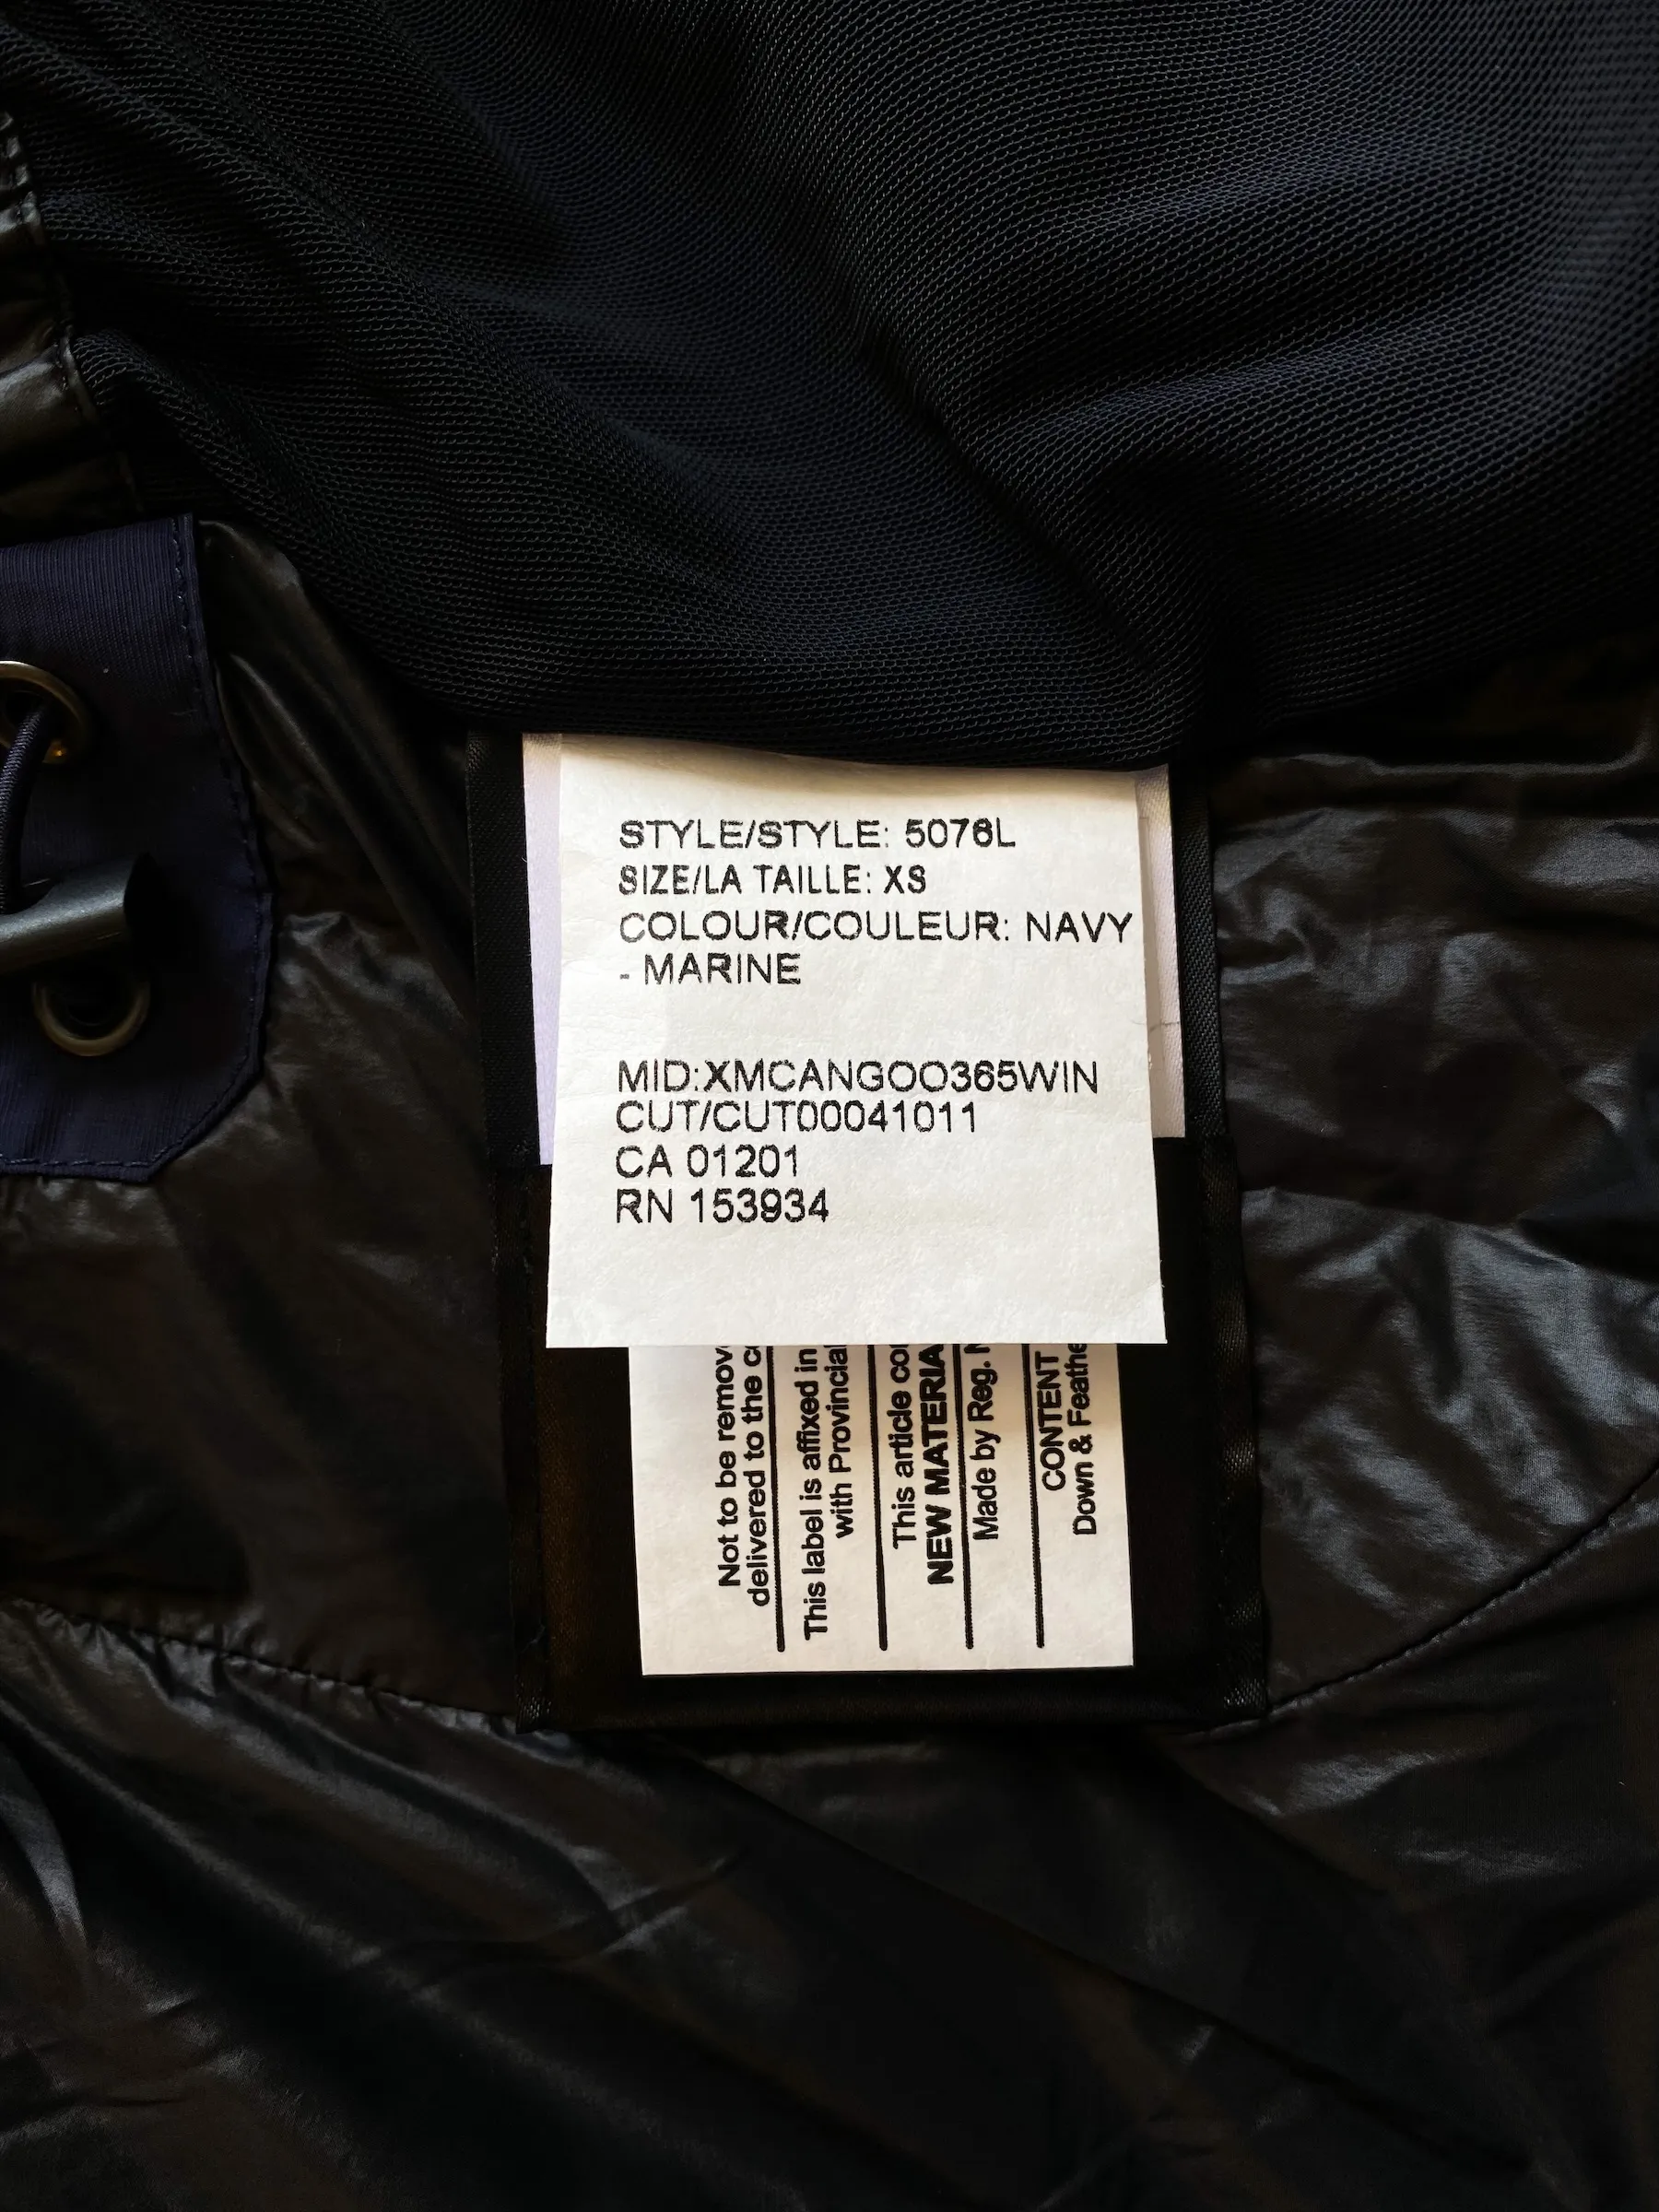 STYLE/STYLE: 5076L
SIZE/LA TAILLE: XS
COLOUR/COULEUR: NAVY
- MARINE
MID:XMCANGOO365WIN
CUT/CUT00041011
CA 01201
RN 153934
Not to be remov
delivered to the c
This label is affixed in
with Provincial
This article co
NEW MATERIA
Made by Reg. N
CONTENT
Down & Feathe